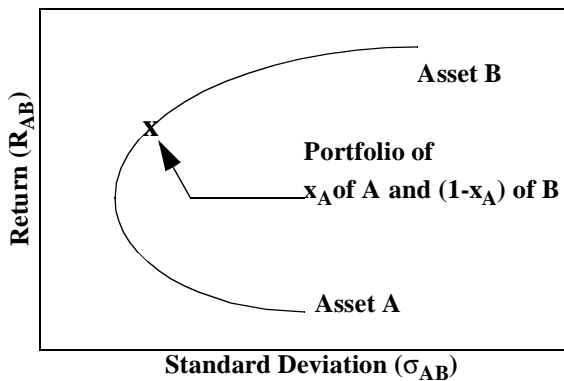 Return (R_AB)
Asset B
x
Portfolio of
x_A of A and (1-x_A) of B
Asset A
Standard Deviation (σ_AB)